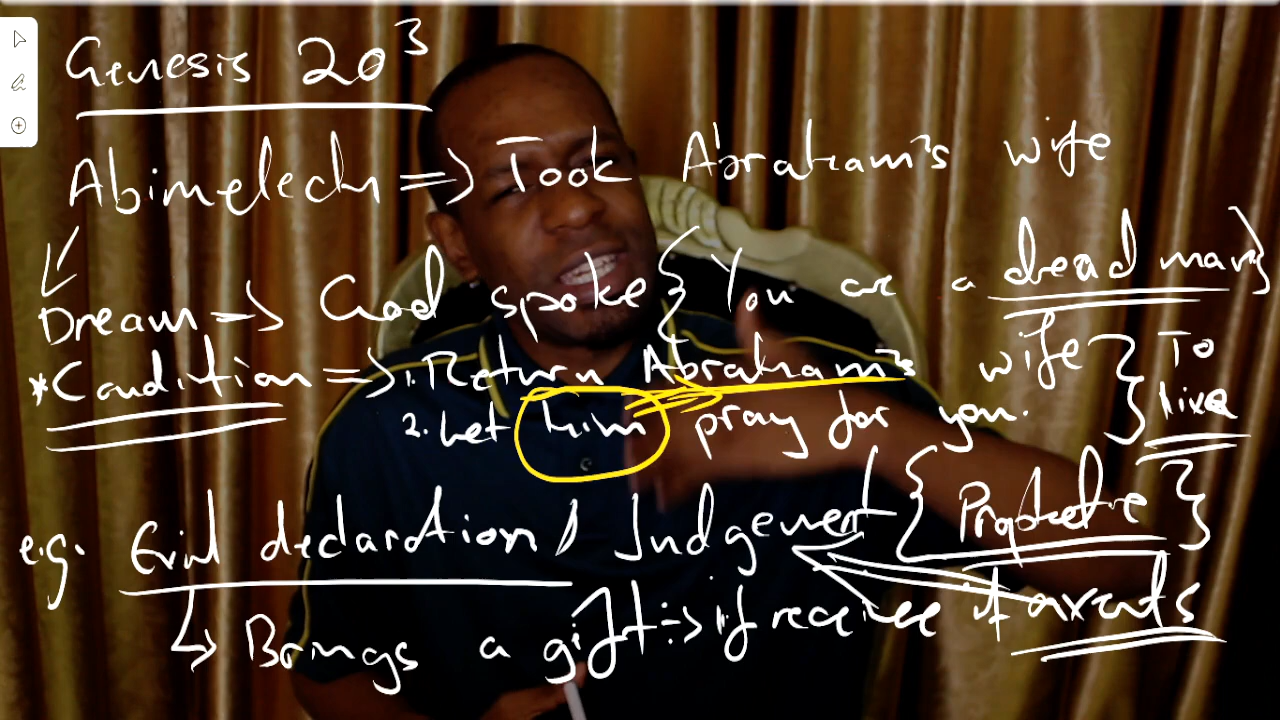 Genesis 20³
Abimelech => Took Abraham's wife
Dream => God spoke { You are a dead man }
*Condition => 1. Return Abraham's wife } To live
2. Let him pray for you.
e.g. Evil declaration / Judgement { Prophetic }
↳ Brings a gift => if receive it averts